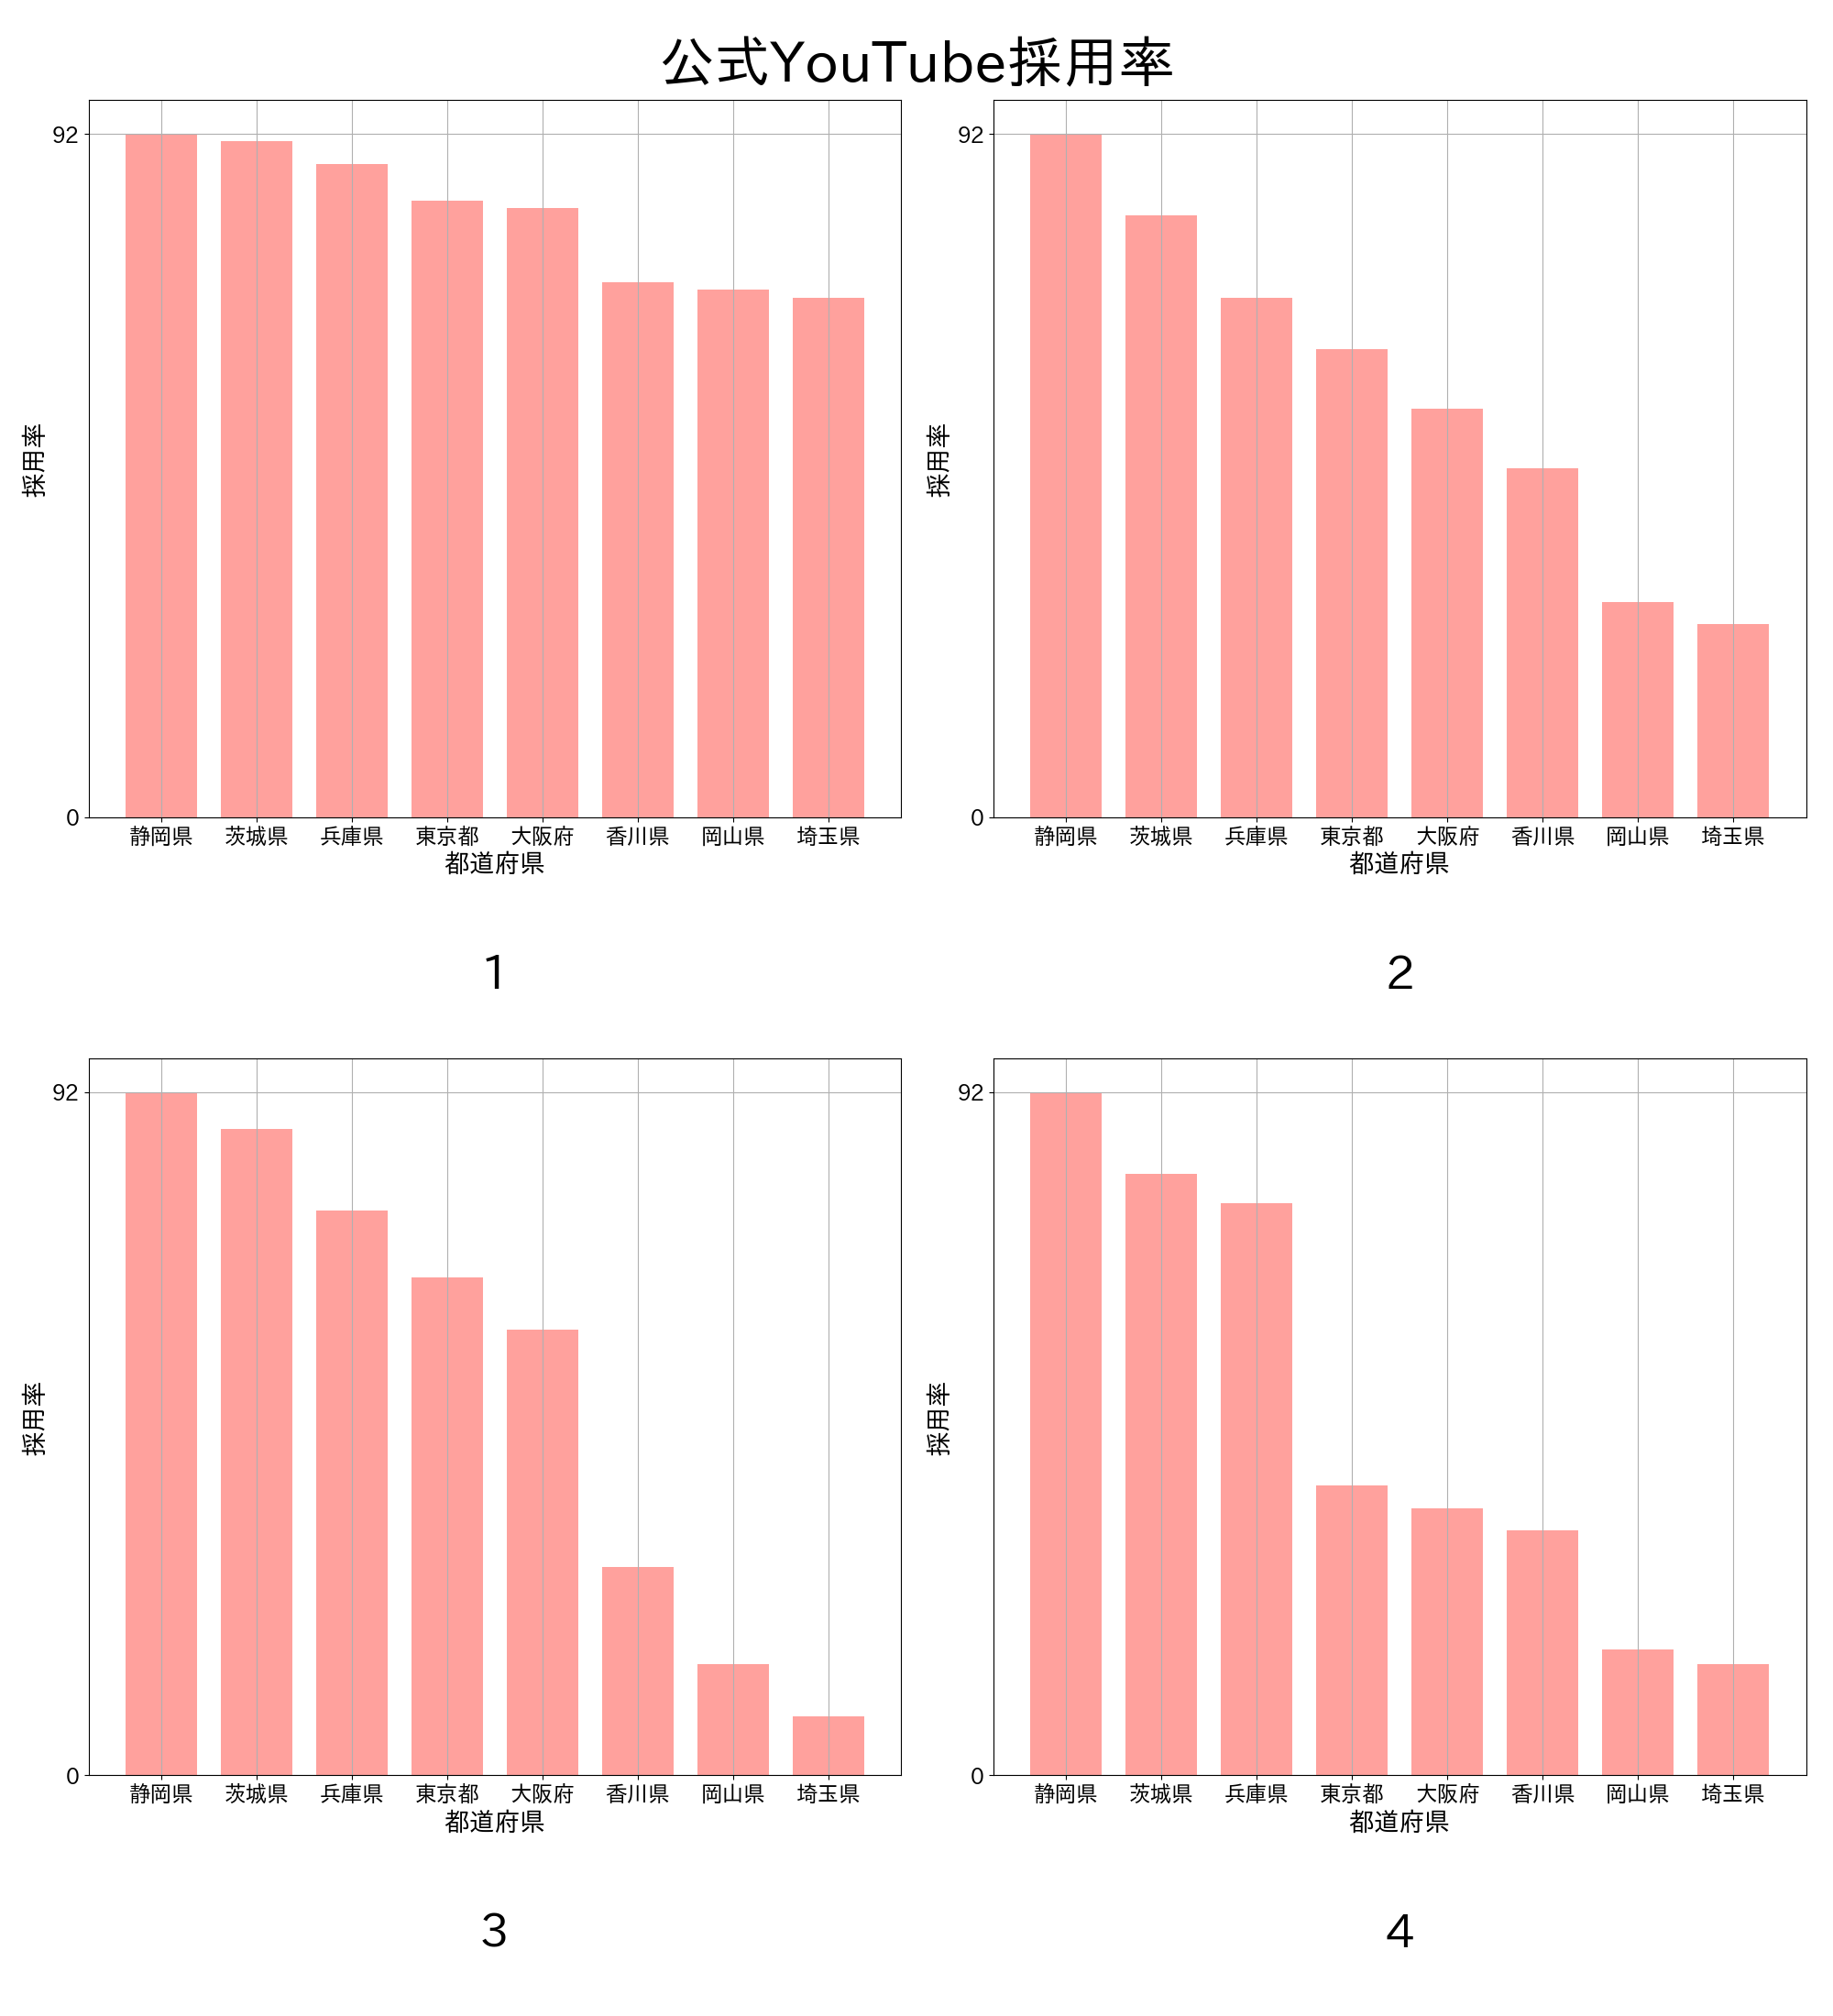 公式YouTube採用率
92
0
採用率
静岡県 茨城県 兵庫県 東京都 大阪府 香川県 岡山県 埼玉県
都道府県
1
92
0
採用率
静岡県 茨城県 兵庫県 東京都 大阪府 香川県 岡山県 埼玉県
都道府県
2
92
0
採用率
静岡県 茨城県 兵庫県 東京都 大阪府 香川県 岡山県 埼玉県
都道府県
3
92
0
採用率
静岡県 茨城県 兵庫県 東京都 大阪府 香川県 岡山県 埼玉県
都道府県
4